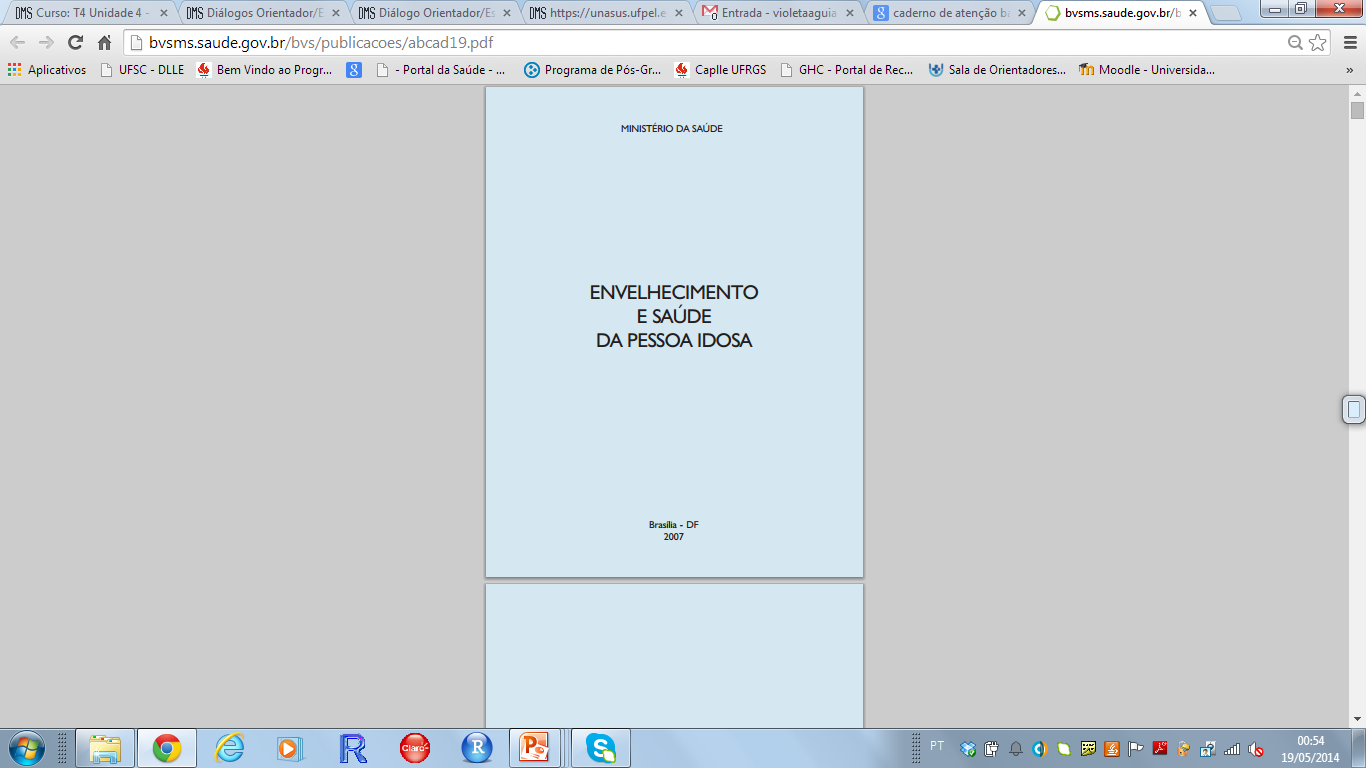 DMS Curso: T4 Unidade 4 -
DMS Diálogos Orientador/E
DMS Diálogo Orientador/Es
DMS https://unasus.ufpel.e
Entrada - violetaaguia
caderno de atenção ba
bvsms.saude.gov.br/b
bvsms.saude.gov.br/bvs/publicacoes/abcad19.pdf
Aplicativos
UFSC - DLLE
Bem Vindo ao Progr...
- Portal da Saúde - ...
Programa de Pós-Gr...
Caplle UFRGS
GHC - Portal de Rec...
Sala de Orientadores...
Moodle - Universida...
»
MINISTÉRIO DA SAÚDE
ENVELHECIMENTO
E SAÚDE
DA PESSOA IDOSA
Brasília - DF
2007
Claro
R
R
PT
00:54
19/05/2014